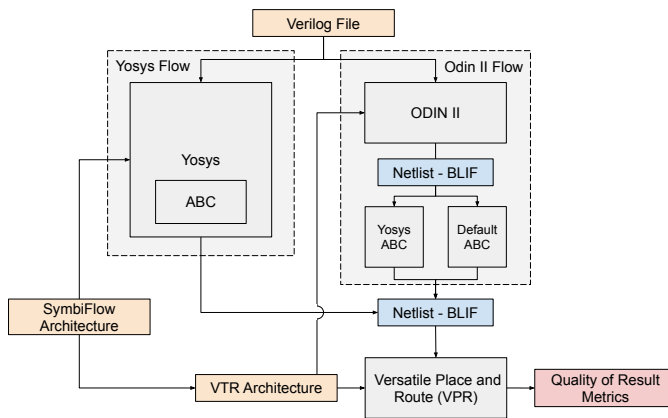 Verilog File
Yosys Flow
Odin II Flow
ODIN II
Yosys
ABC
Netlist - BLIF
Yosys
ABC
Default
ABC
SymbiFlow
Architecture
Netlist - BLIF
VTR Architecture
Versatile Place and
Route (VPR)
Quality of Result
Metrics